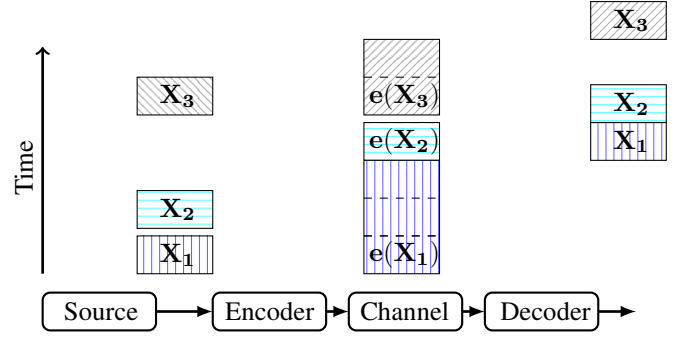 X₃
X₃
e(X₃)
X₂
e(X₂)
X₁
X₂
Time
X₁
e(X₁)
Source
Encoder
Channel
Decoder